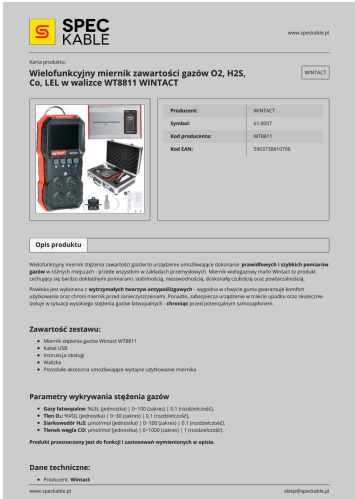 SPEC
KABLE
www.speckable.pl
Karta produktu:
Wielofunkcyjny miernik zawartości gazów O2, H2S,
Co, LEL w walizce WT8811 WINTACT
WINTACT
Producent: WINTACT
Symbol: 61.0007
Kod producenta: WT8811
Kod EAN: 5903738810796
Opis produktu
Wielofunkcyjny miernik stężenia zawartości gazów to urządzenie umożliwiające dokonanie prawidłowych i szybkich pomiarów
gazów w różnych miejscach - przede wszystkim w zakładach przemysłowych. Miernik wielogazowy marki Wintact to produkt
cechujący się bardzo dokładnymi pomiarami, stabilnością, niezawodnością, doskonałą czułością oraz powtarzalnością.
Powłoka jest wykonana z wytrzymałych tworzyw antypoślizgowych - wygodna w chwycie guma gwarantuje komfort
użytkowania oraz chroni miernik przed zanieczyszczeniami. Ponadto, zabezpiecza urządzenie w trakcie upadku oraz skutecznie
izoluje w sytuacji wysokiego stężenia gazów łatwopalnych - chroniąc przed potencjalnym samozapłonem.
Zawartość zestawu:
Miernik stężenia gazów Wintact WT8811
Kabel USB
Instrukcja obsługi
Walizka
Pozostałe akcesoria umożliwiające wydajne użytkowanie miernika
Parametry wykrywania stężenia gazów
Gazy łatwopalne: %LEL (jednostka) | 0~100 (zakres) | 0.1 (rozdzielczość),
Tlen O₂: %VOL (jednostka) | 0~30 (zakres) | 0.1 (rozdzielczość),
Siarkowodór H₂S: μmol/mol (jednostka) | 0~100 (zakres) | 0.1 (rozdzielczość),
Tlenek węgla CO: μmol/mol (jednostka) | 0~1000 (zakres) | 1 (rozdzielczość).
Produkt przeznaczony jest do funkcji i zastosowań wymienionych w opisie.
Dane techniczne:
Producent: Wintact
www.speckable.pl
sklep@speckable.pl